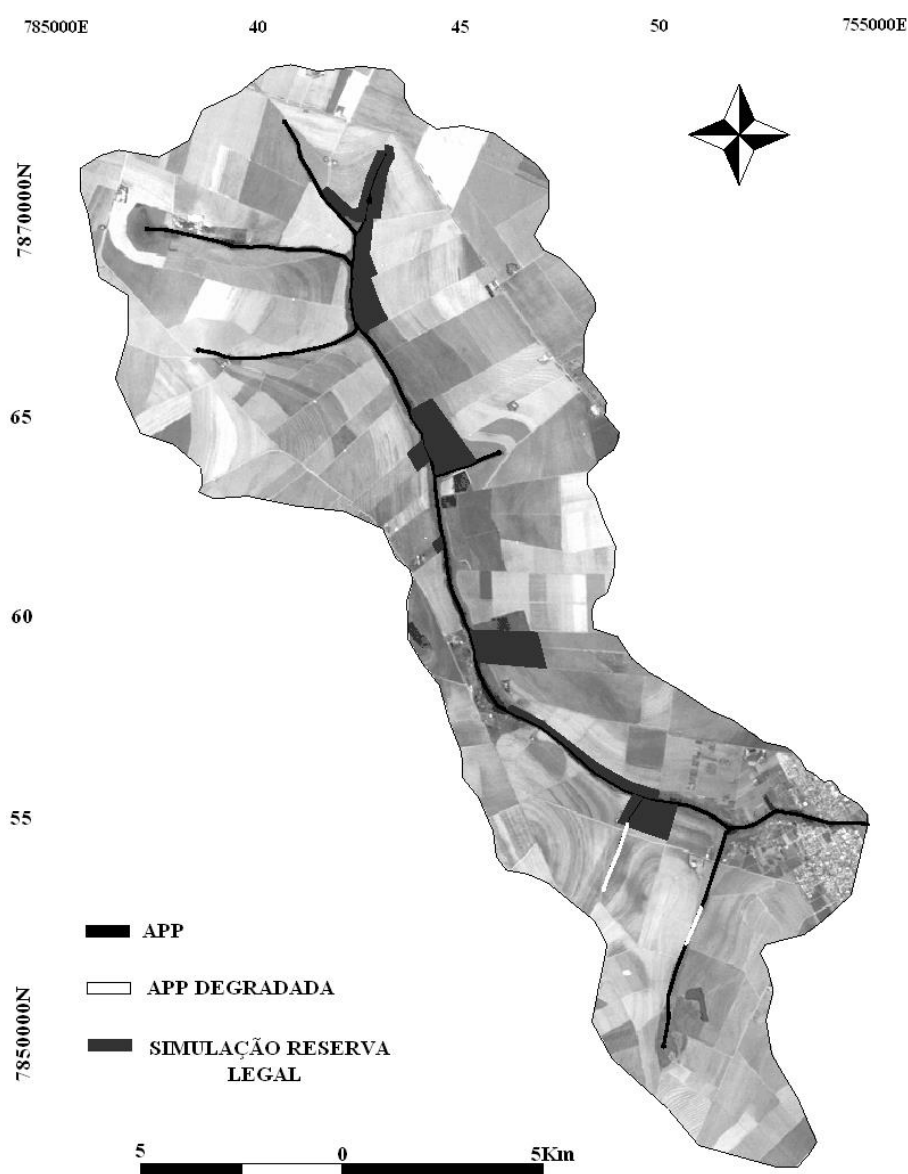 785000E 40 45 50 755000E
7870000N
65
60
55
7850000N
APP
APP DEGRADADA
SIMULAÇÃO RESERVA
LEGAL
5 0 5Km